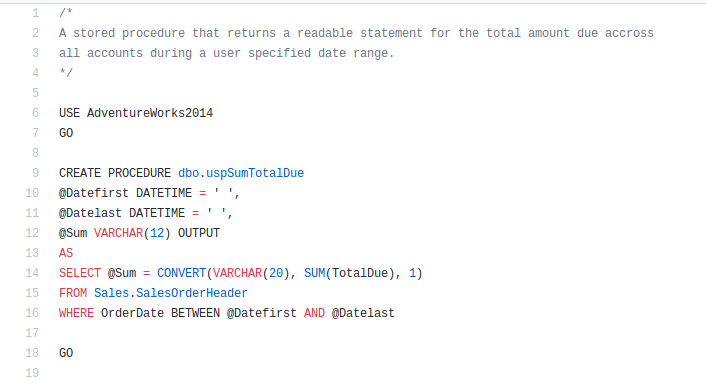 1 /*
2 A stored procedure that returns a readable statement for the total amount due accross
3 all accounts during a user specified date range.
4 */
5
6 USE AdventureWorks2014
7 GO
8
9 CREATE PROCEDURE dbo.uspSumTotalDue
10 @Datefirst DATETIME = ' ',
11 @Datelast DATETIME = ' ',
12 @Sum VARCHAR(12) OUTPUT
13 AS
14 SELECT @Sum = CONVERT(VARCHAR(20), SUM(TotalDue), 1)
15 FROM Sales.SalesOrderHeader
16 WHERE OrderDate BETWEEN @Datefirst AND @Datelast
17
18 GO
19